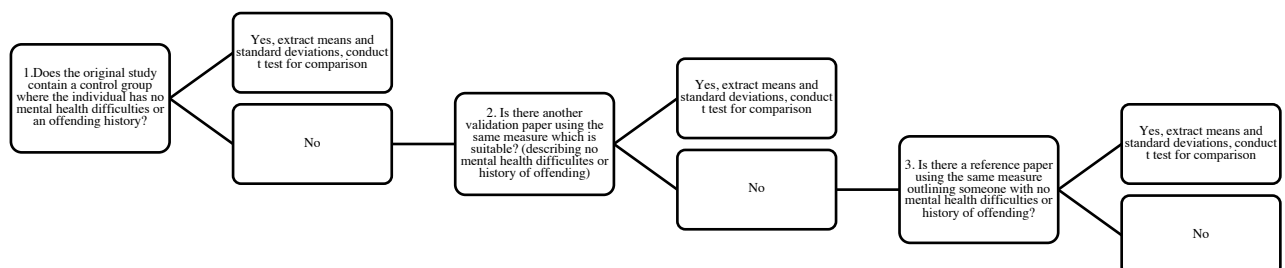 1.Does the original study
contain a control group
where the individual has no
mental health difficulties or
an offending history?
Yes, extract means and
standard deviations, conduct
t test for comparison
No
2. Is there another
validation paper using the
same measure which is
suitable? (describing no
mental health difficulites or
history of offending)
Yes, extract means and
standard deviations, conduct
t test for comparison
No
3. Is there a reference paper
using the same measure
outlining someone with no
mental health difficulties or
history of offending?
Yes, extract means and
standard deviations, conduct
t test for comparison
No